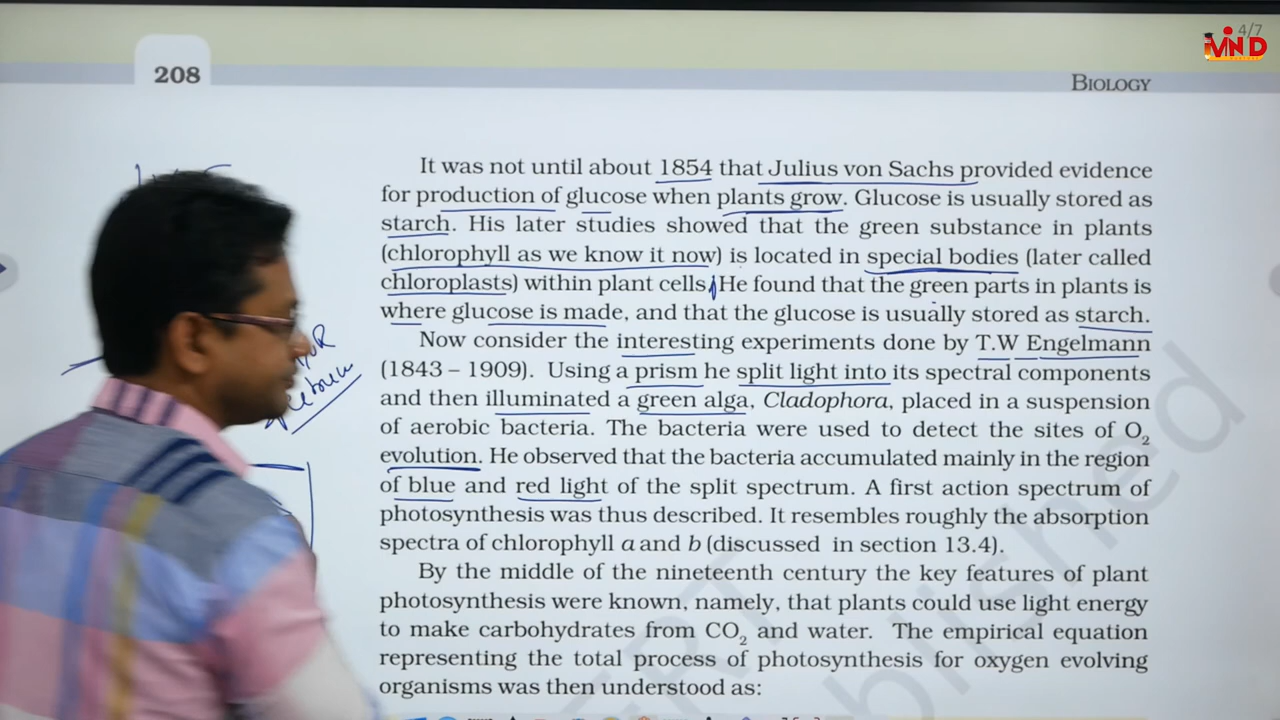 4/7
MIND
208
BIOLOGY
It was not until about 1854 that Julius von Sachs provided evidence
for production of glucose when plants grow. Glucose is usually stored as
starch. His later studies showed that the green substance in plants
(chlorophyll as we know it now) is located in special bodies (later called
chloroplasts) within plant cells. He found that the green parts in plants is
where glucose is made, and that the glucose is usually stored as starch.
Now consider the interesting experiments done by T.W Engelmann
(1843 – 1909). Using a prism he split light into its spectral components
and then illuminated a green alga, Cladophora, placed in a suspension
of aerobic bacteria. The bacteria were used to detect the sites of O₂
evolution. He observed that the bacteria accumulated mainly in the region
of blue and red light of the split spectrum. A first action spectrum of
photosynthesis was thus described. It resembles roughly the absorption
spectra of chlorophyll a and b (discussed in section 13.4).
By the middle of the nineteenth century the key features of plant
photosynthesis were known, namely, that plants could use light energy
to make carbohydrates from CO₂ and water. The empirical equation
representing the total process of photosynthesis for oxygen evolving
organisms was then understood as: